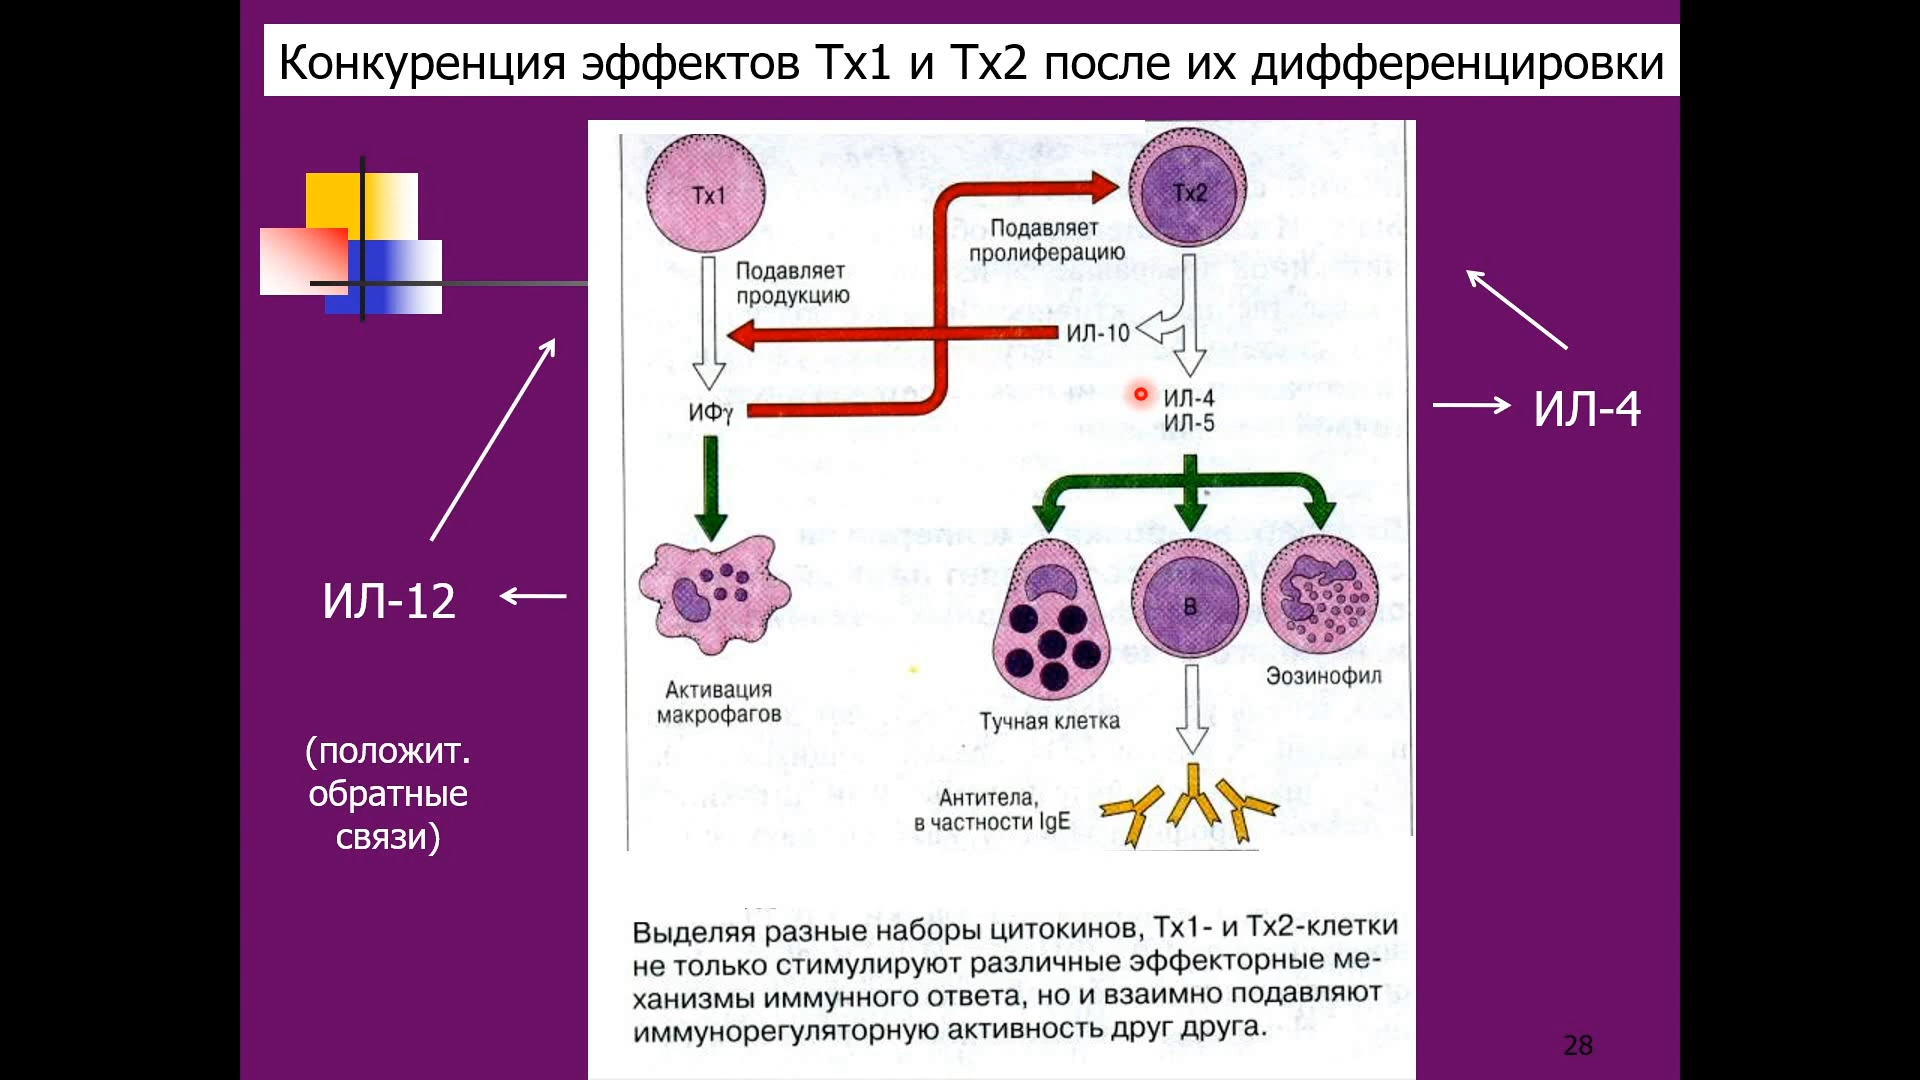 Конкуренция эффектов Тх1 и Тх2 после их дифференцировки
Тх1
Тх2
Подавляет
пролиферацию
Подавляет
продукцию
ИЛ-10
ИФγ
ИЛ-4
ИЛ-5
ИЛ-4
ИЛ-12
В
Активация
макрофагов
Тучная клетка
Эозинофил
(положит.
обратные
связи)
Антитела,
в частности IgE
Выделяя разные наборы цитокинов, Тх1- и Тх2-клетки
не только стимулируют различные эффекторные ме-
ханизмы иммунного ответа, но и взаимно подавляют
иммунорегуляторную активность друг друга.
28